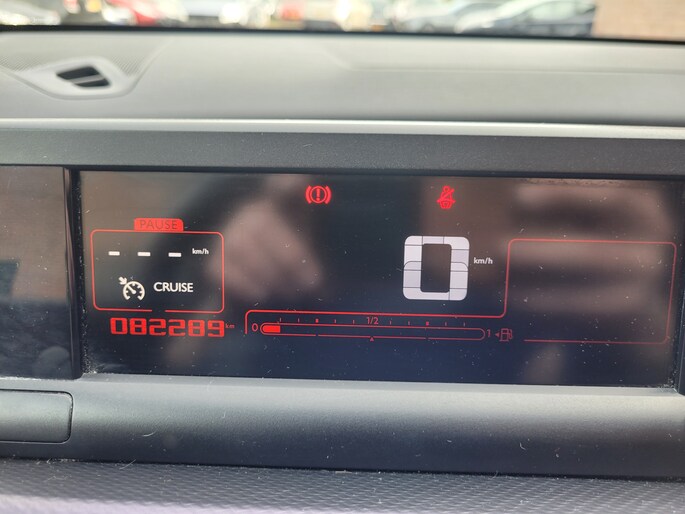 PAUSE
- - - km/h
CRUISE
0 km/h
082289 km
0 1/2 1